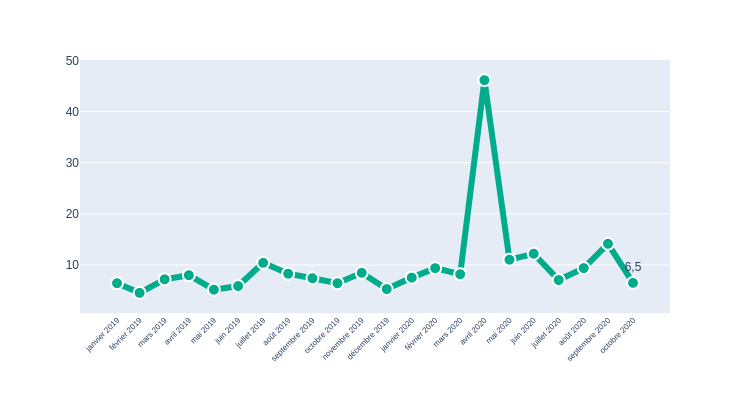 50
40
30
20
10
6,5
janvier 2019
février 2019
mars 2019
avril 2019
mai 2019
juin 2019
juillet 2019
août 2019
septembre 2019
octobre 2019
novembre 2019
décembre 2019
janvier 2020
février 2020
mars 2020
avril 2020
mai 2020
juin 2020
juillet 2020
août 2020
septembre 2020
octobre 2020